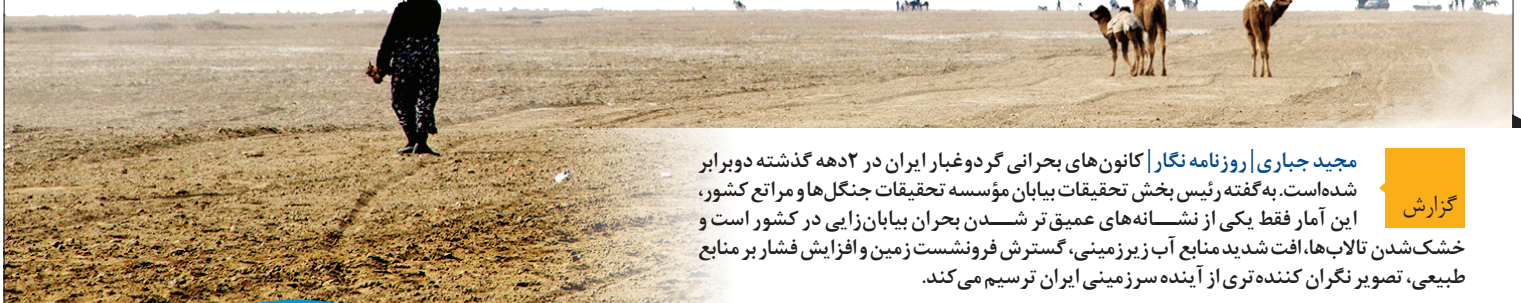 گزارش
مجید جباری|روزنامه نگار|کانون‌های بحرانی گردوغبار ایران در ۲دهه گذشته دوبرابر
شده‌است. به‌گفته رئیس بخش تحقیقات بیابان مؤسسه تحقیقات جنگل‌ها و مراتع کشور،
این آمار فقط یکی از نشــانه‌های عمیق‌تر شــدن بحران بیابان‌زایی در کشور است و
خشک‌شدن تالاب‌ها، افت شدید منابع آب زیرزمینی، گسترش فرونشست زمین و افزایش فشار بر منابع
طبیعی، تصویر نگران کننده‌تری از آینده سرزمینی ایران ترسیم می‌کند.